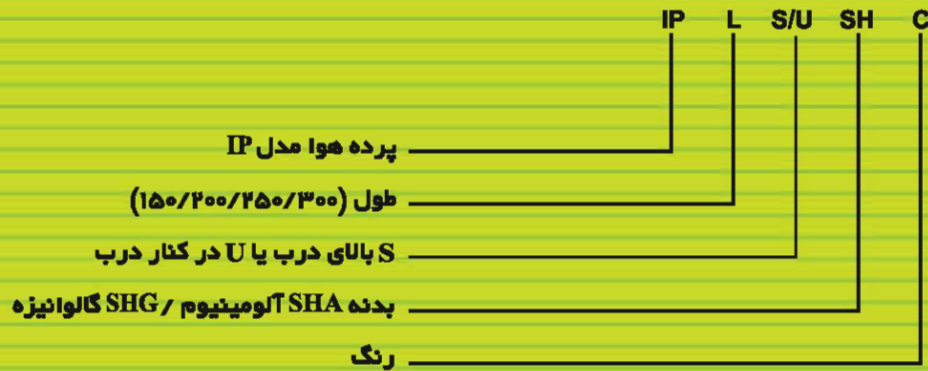 IP L S/U SH C
پرده هوا مدل IP
طول (۱۵۰/۲۰۰/۲۵۰/۳۰۰)
S بالای درب یا U در کنار درب
بدنه SHA آلومینیوم / SHG گالوانیزه
رنگ